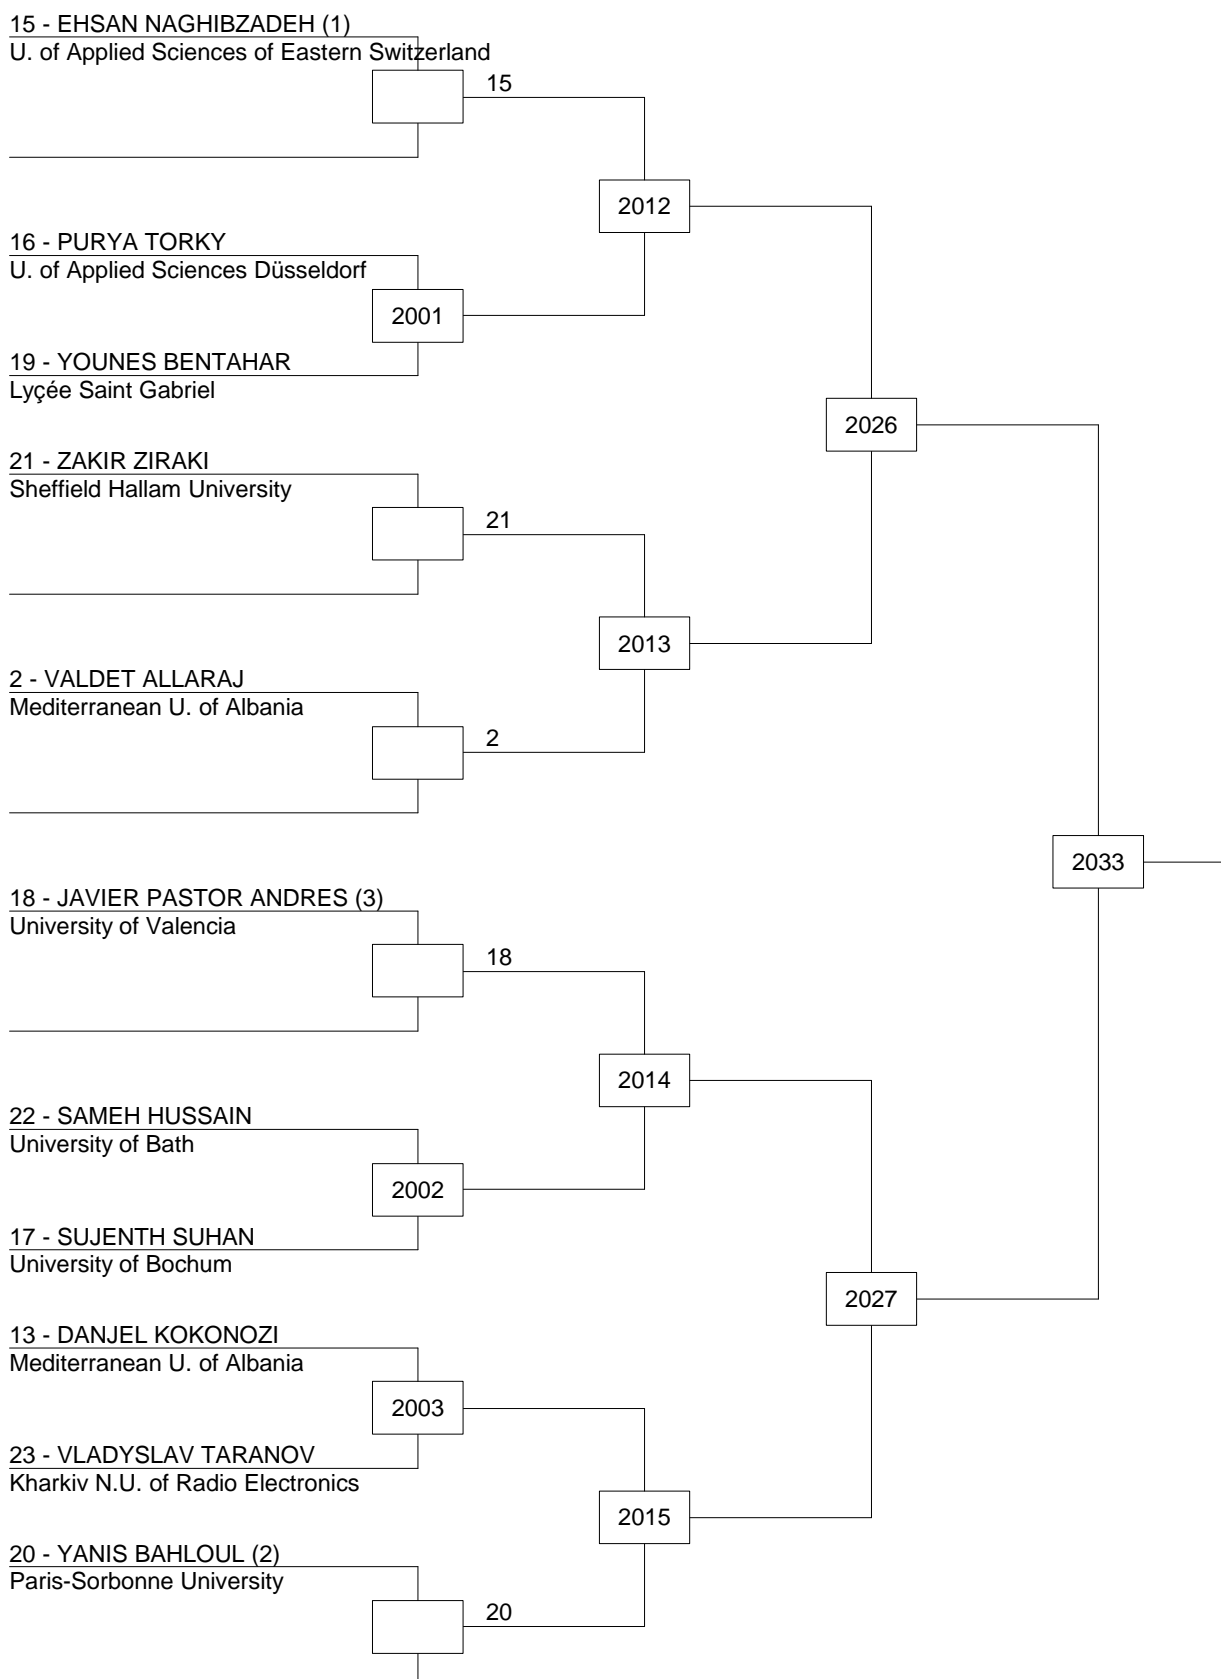 15 - EHSAN NAGHIBZADEH (1)
U. of Applied Sciences of Eastern Switzerland
15
2012
16 - PURYA TORKY
U. of Applied Sciences Düsseldorf
2001
19 - YOUNES BENTAHAR
Lyçée Saint Gabriel
2026
21 - ZAKIR ZIRAKI
Sheffield Hallam University
21
2013
2 - VALDET ALLARAJ
Mediterranean U. of Albania
2
2033
18 - JAVIER PASTOR ANDRES (3)
University of Valencia
18
2014
22 - SAMEH HUSSAIN
University of Bath
2002
17 - SUJENTH SUHAN
University of Bochum
2027
13 - DANJEL KOKONOZI
Mediterranean U. of Albania
2003
23 - VLADYSLAV TARANOV
Kharkiv N.U. of Radio Electronics
2015
20 - YANIS BAHLOUL (2)
Paris-Sorbonne University
20